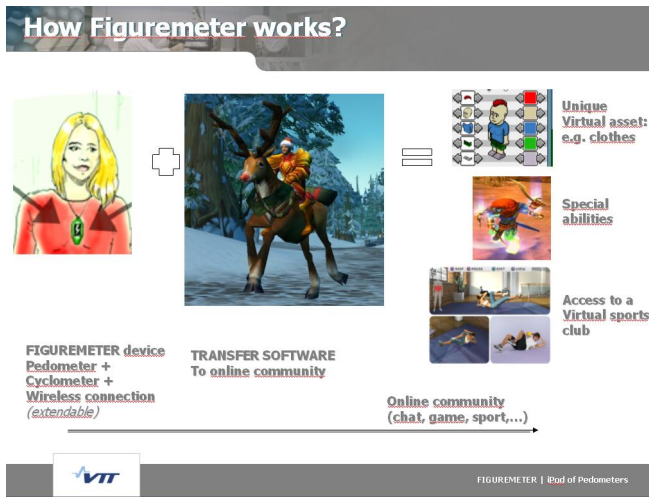 How Figuremeter works?
Unique
Virtual asset:
e.g. clothes
Special
abilities
Access to a
Virtual sports
club
FIGUREMETER device
Pedometer +
Cyclometer +
Wireless connection
(extendable)
TRANSFER SOFTWARE
To online community
Online community
(chat, game, sport,...)
VTT
FIGUREMETER | iPod of Pedometers